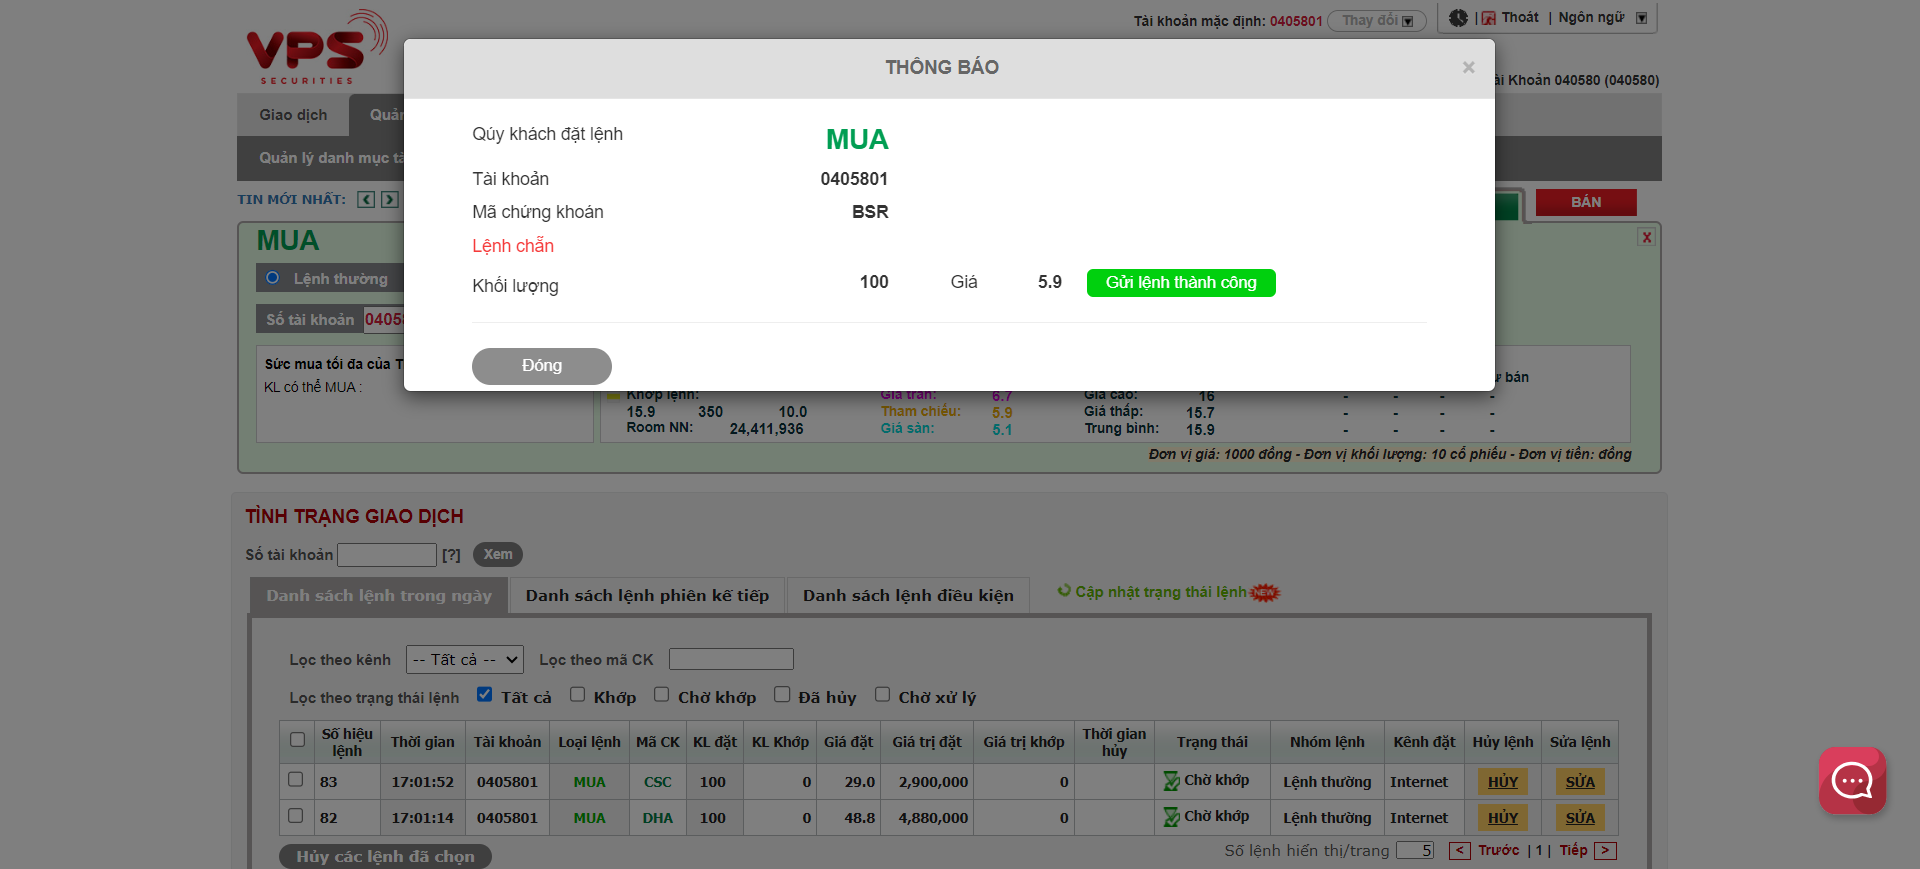 VPS
SECURITIES
Tài khoản mặc định: 0405801 Thay đổi
| Thoát | Ngôn ngữ
ài Khoản 040580 (040580)
Giao dịch
Quản
Quản lý danh mục tà
TIN MỚI NHẤT:
BÁN
THÔNG BÁO ×
Qúy khách đặt lệnh MUA
Tài khoản 0405801
Mã chứng khoán BSR
Lệnh chẵn
Khối lượng 100 Giá 5.9 Gửi lệnh thành công
Đóng
MUA X
Lệnh thường
Số tài khoản 0405
Sức mua tối đa của T
KL có thể MUA :
Khớp lệnh: Giá trần: 6.7 Giá cao: 16
15.9 350 10.0 Tham chiếu: 5.9 Giá thấp: 15.7 - - - -
Room NN: 24,411,936 Giá sàn: 5.1 Trung bình: 15.9 - - - -
ư bán
Đơn vị giá: 1000 đồng - Đơn vị khối lượng: 10 cổ phiếu - Đơn vị tiền: đồng
TÌNH TRẠNG GIAO DỊCH
Số tài khoản [?] Xem
Danh sách lệnh trong ngày Danh sách lệnh phiên kế tiếp Danh sách lệnh điều kiện Cập nhật trạng thái lệnh NEW
Lọc theo kênh -- Tất cả -- Lọc theo mã CK
Lọc theo trạng thái lệnh Tất cả Khớp Chờ khớp Đã hủy Chờ xử lý
Số hiệu lệnh Thời gian Tài khoản Loại lệnh Mã CK KL đặt KL Khớp Giá đặt Giá trị đặt Giá trị khớp Thời gian hủy Trạng thái Nhóm lệnh Kênh đặt Hủy lệnh Sửa lệnh
83 17:01:52 0405801 MUA CSC 100 0 29.0 2,900,000 0 Chờ khớp Lệnh thường Internet HỦY SỬA
82 17:01:14 0405801 MUA DHA 100 0 48.8 4,880,000 0 Chờ khớp Lệnh thường Internet HỦY SỬA
Hủy các lệnh đã chọn
Số lệnh hiển thị/trang 5 < Trước | 1 | Tiếp >